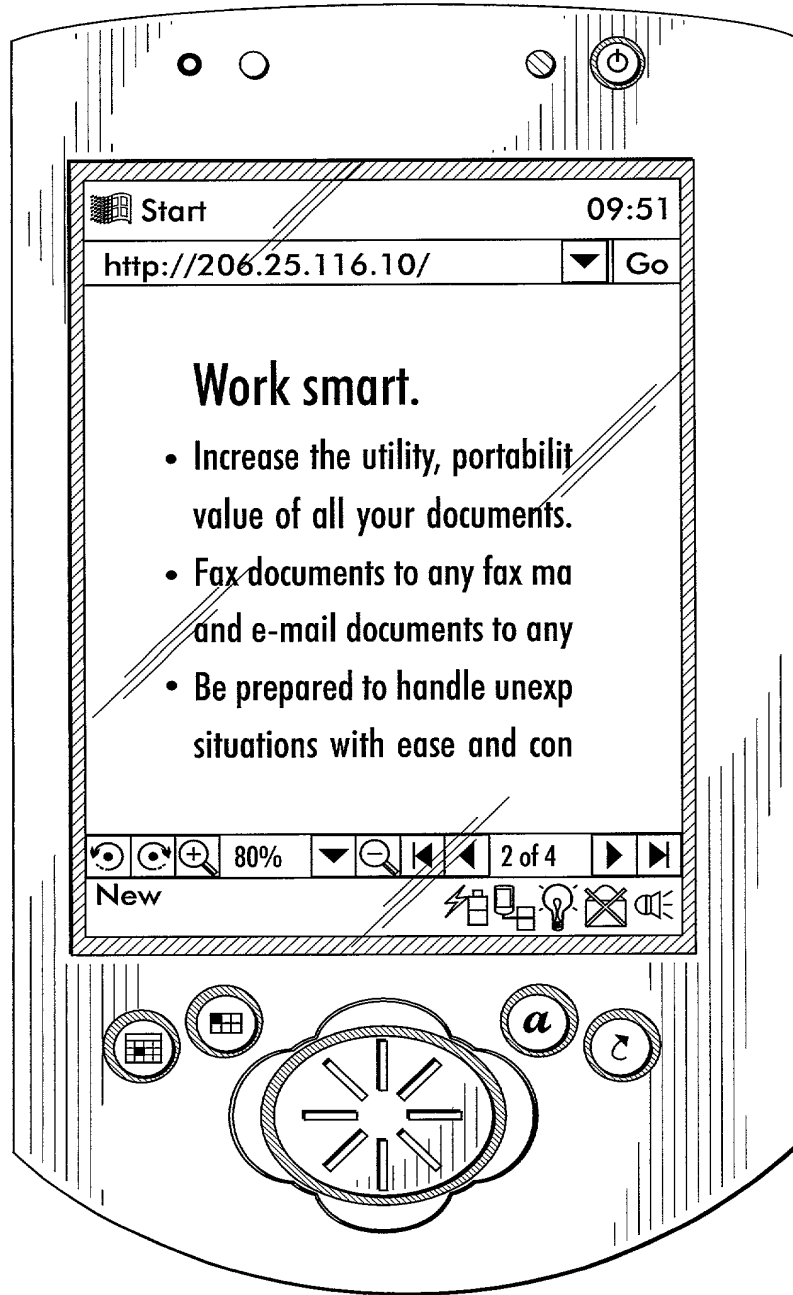 Start 09:51
http://206.25.116.10/ Go
Work smart.
• Increase the utility, portabilit
value of all your documents.
• Fax documents to any fax ma
and e-mail documents to any
• Be prepared to handle unexp
situations with ease and con
80% 2 of 4
New
a